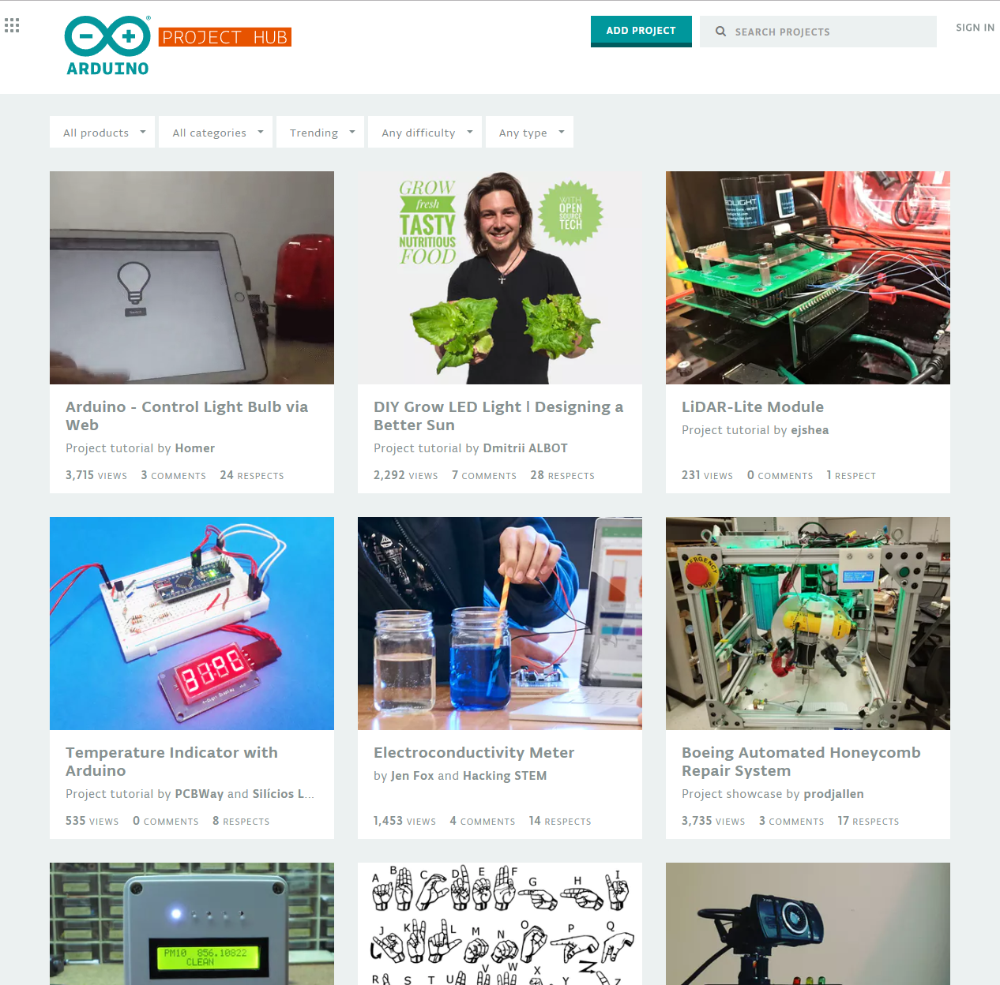 ARDUINO
PROJECT HUB
ADD PROJECT
SEARCH PROJECTS
SIGN IN
All products
All categories
Trending
Any difficulty
Any type
GROW
fresh
TASTY
NUTRITIOUS
FOOD
WITH
OPEN
SOURCE
TECH
Arduino - Control Light Bulb via
Web
Project tutorial by Homer
3,715 VIEWS 3 COMMENTS 24 RESPECTS
DIY Grow LED Light | Designing a
Better Sun
Project tutorial by Dmitrii ALBOT
2,292 VIEWS 7 COMMENTS 28 RESPECTS
LiDAR-Lite Module
Project tutorial by ejshea
231 VIEWS 0 COMMENTS 1 RESPECT
EMERGENCY
4-Digit Display
Temperature Indicator with
Arduino
Project tutorial by PCBWay and Silícios L...
535 VIEWS 0 COMMENTS 8 RESPECTS
Electroconductivity Meter
by Jen Fox and Hacking STEM
1,453 VIEWS 4 COMMENTS 14 RESPECTS
Boeing Automated Honeycomb
Repair System
Project showcase by prodjallen
3,735 VIEWS 3 COMMENTS 17 RESPECTS
PM10 856.10822
CLEAN
A B C D E F G H I
J K L M N O P Q
R S T U V W X Y Z